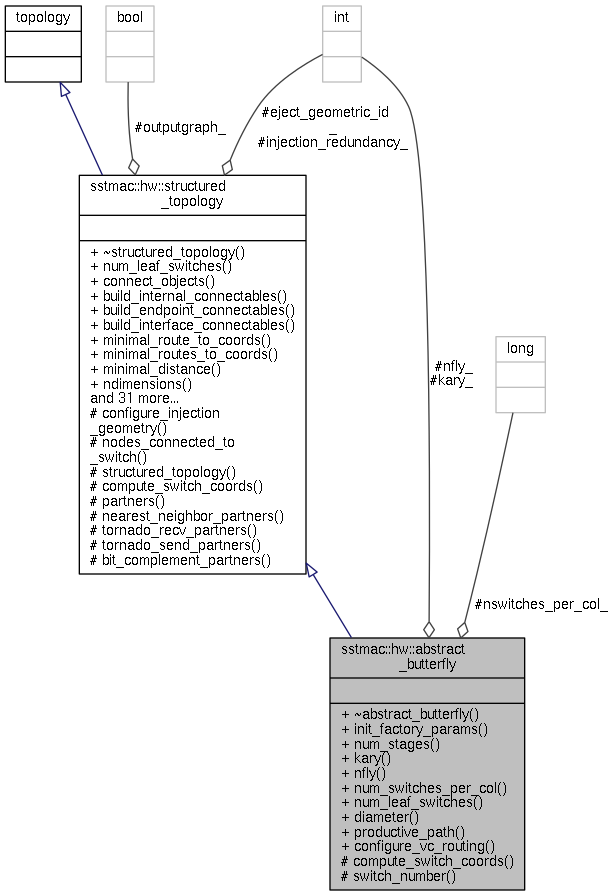 topology
bool
int
#outputgraph_
#eject_geometric_id
_
#injection_redundancy_
sstmac::hw::structured
_topology
+ ~structured_topology()
+ num_leaf_switches()
+ connect_objects()
+ build_internal_connectables()
+ build_endpoint_connectables()
+ build_interface_connectables()
+ minimal_route_to_coords()
+ minimal_routes_to_coords()
+ minimal_distance()
+ ndimensions()
and 31 more...
# configure_injection
_geometry()
# nodes_connected_to
_switch()
# structured_topology()
# compute_switch_coords()
# partners()
# nearest_neighbor_partners()
# tornado_recv_partners()
# tornado_send_partners()
# bit_complement_partners()
#nfly_
#kary_
long
#nswitches_per_col_
sstmac::hw::abstract
_butterfly
+ ~abstract_butterfly()
+ init_factory_params()
+ num_stages()
+ kary()
+ nfly()
+ num_switches_per_col()
+ num_leaf_switches()
+ diameter()
+ productive_path()
+ configure_vc_routing()
# compute_switch_coords()
# switch_number()